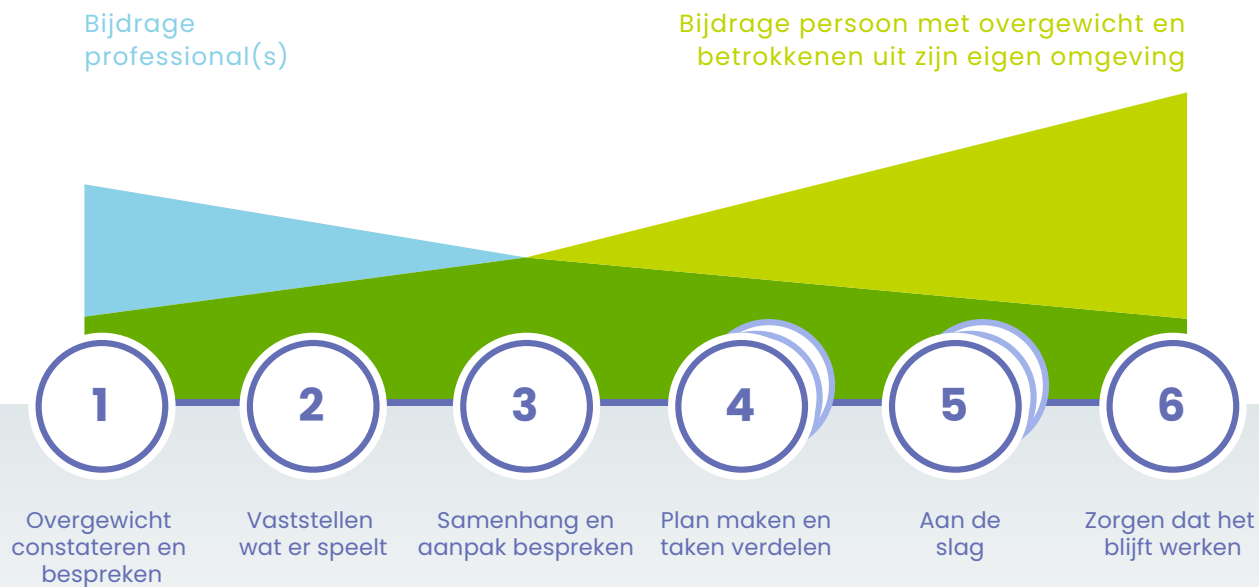 Bijdrage
professional(s)
Bijdrage persoon met overgewicht en
betrokkenen uit zijn eigen omgeving
1
2
3
4
5
6
Overgewicht
constateren en
bespreken
Vaststellen
wat er speelt
Samenhang en
aanpak bespreken
Plan maken en
taken verdelen
Aan de
slag
Zorgen dat het
blijft werken